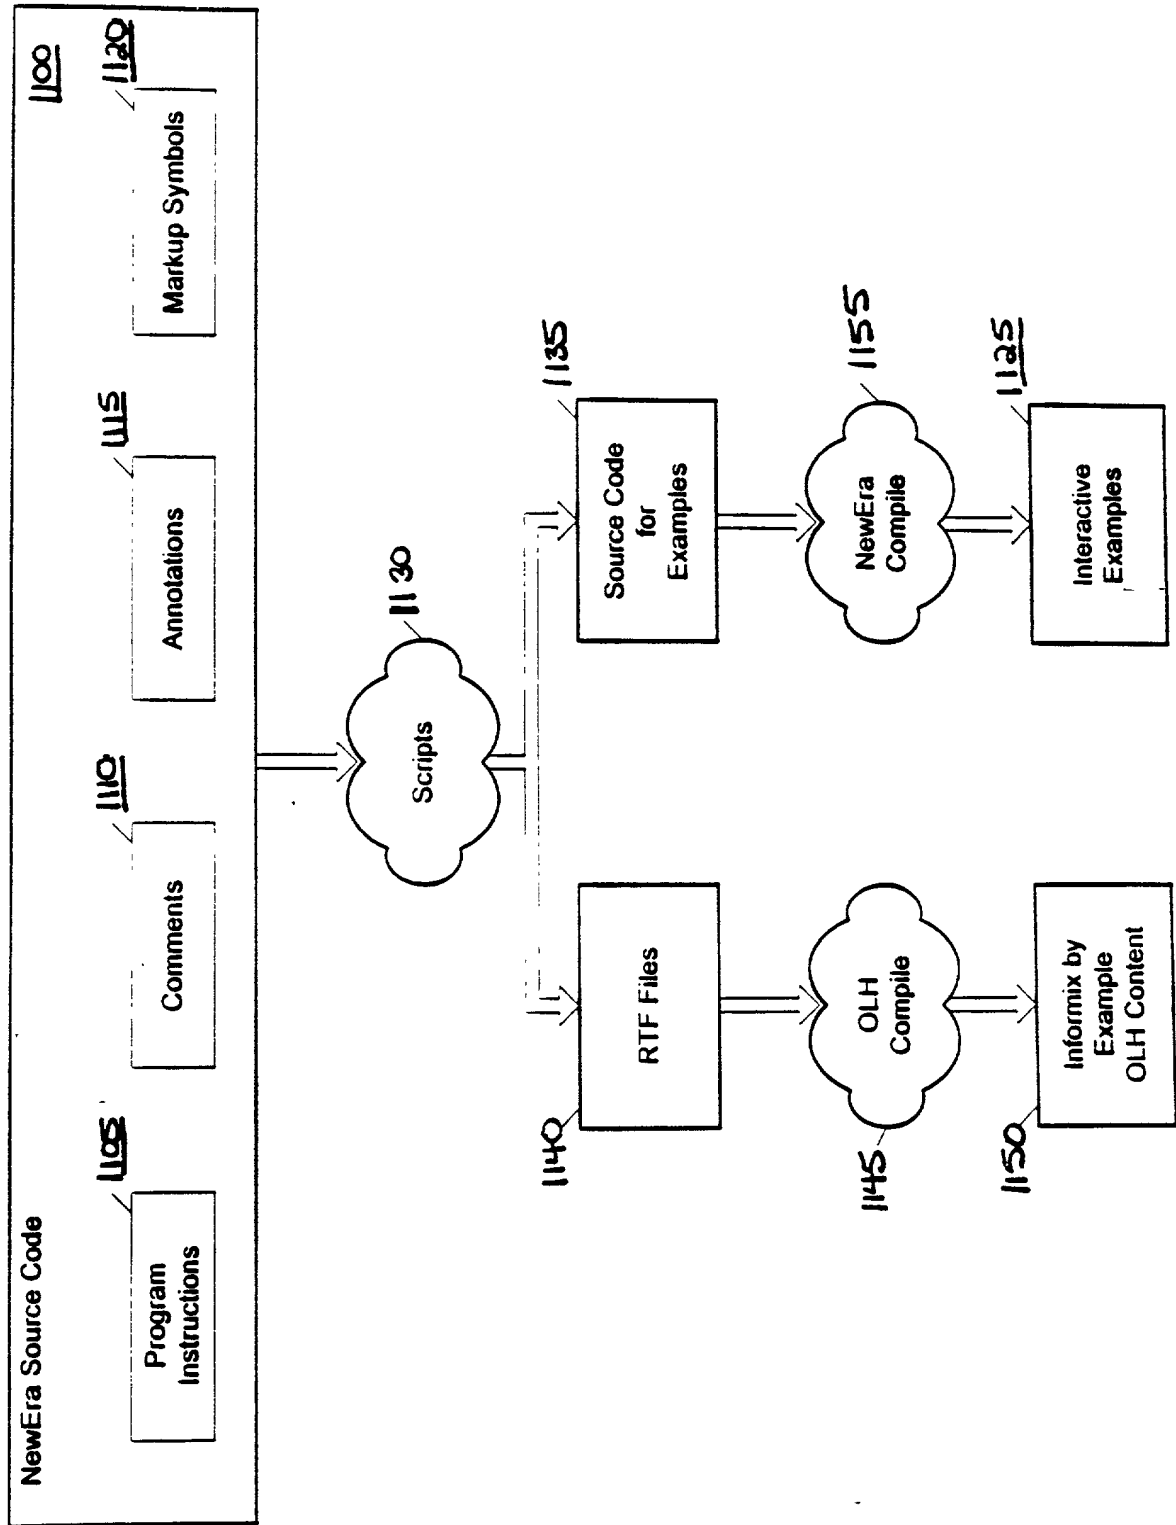 NewEra Source Code
1100
1105
Program
Instructions
1110
Comments
1115
Annotations
1120
Markup Symbols
Scripts
1130
1140
RTF Files
Source Code
for
Examples
1135
OLH
Compile
1145
NewEra
Compile
1155
1150
Informix by
Example
OLH Content
Interactive
Examples
1125